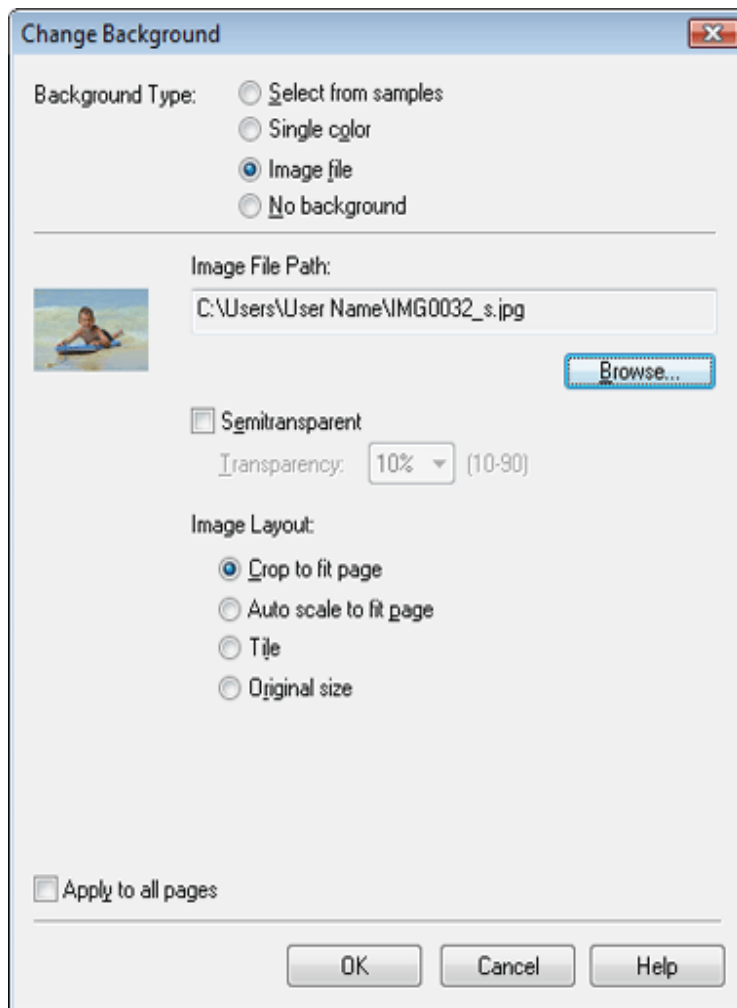 Change Background
Background Type:
Select from samples
Single color
Image file
No background
Image File Path:
C:\Users\User Name\IMG0032_s.jpg
Browse...
Semitransparent
Transparency: 10% (10-90)
Image Layout:
Crop to fit page
Auto scale to fit page
Tile
Original size
Apply to all pages
OK Cancel Help